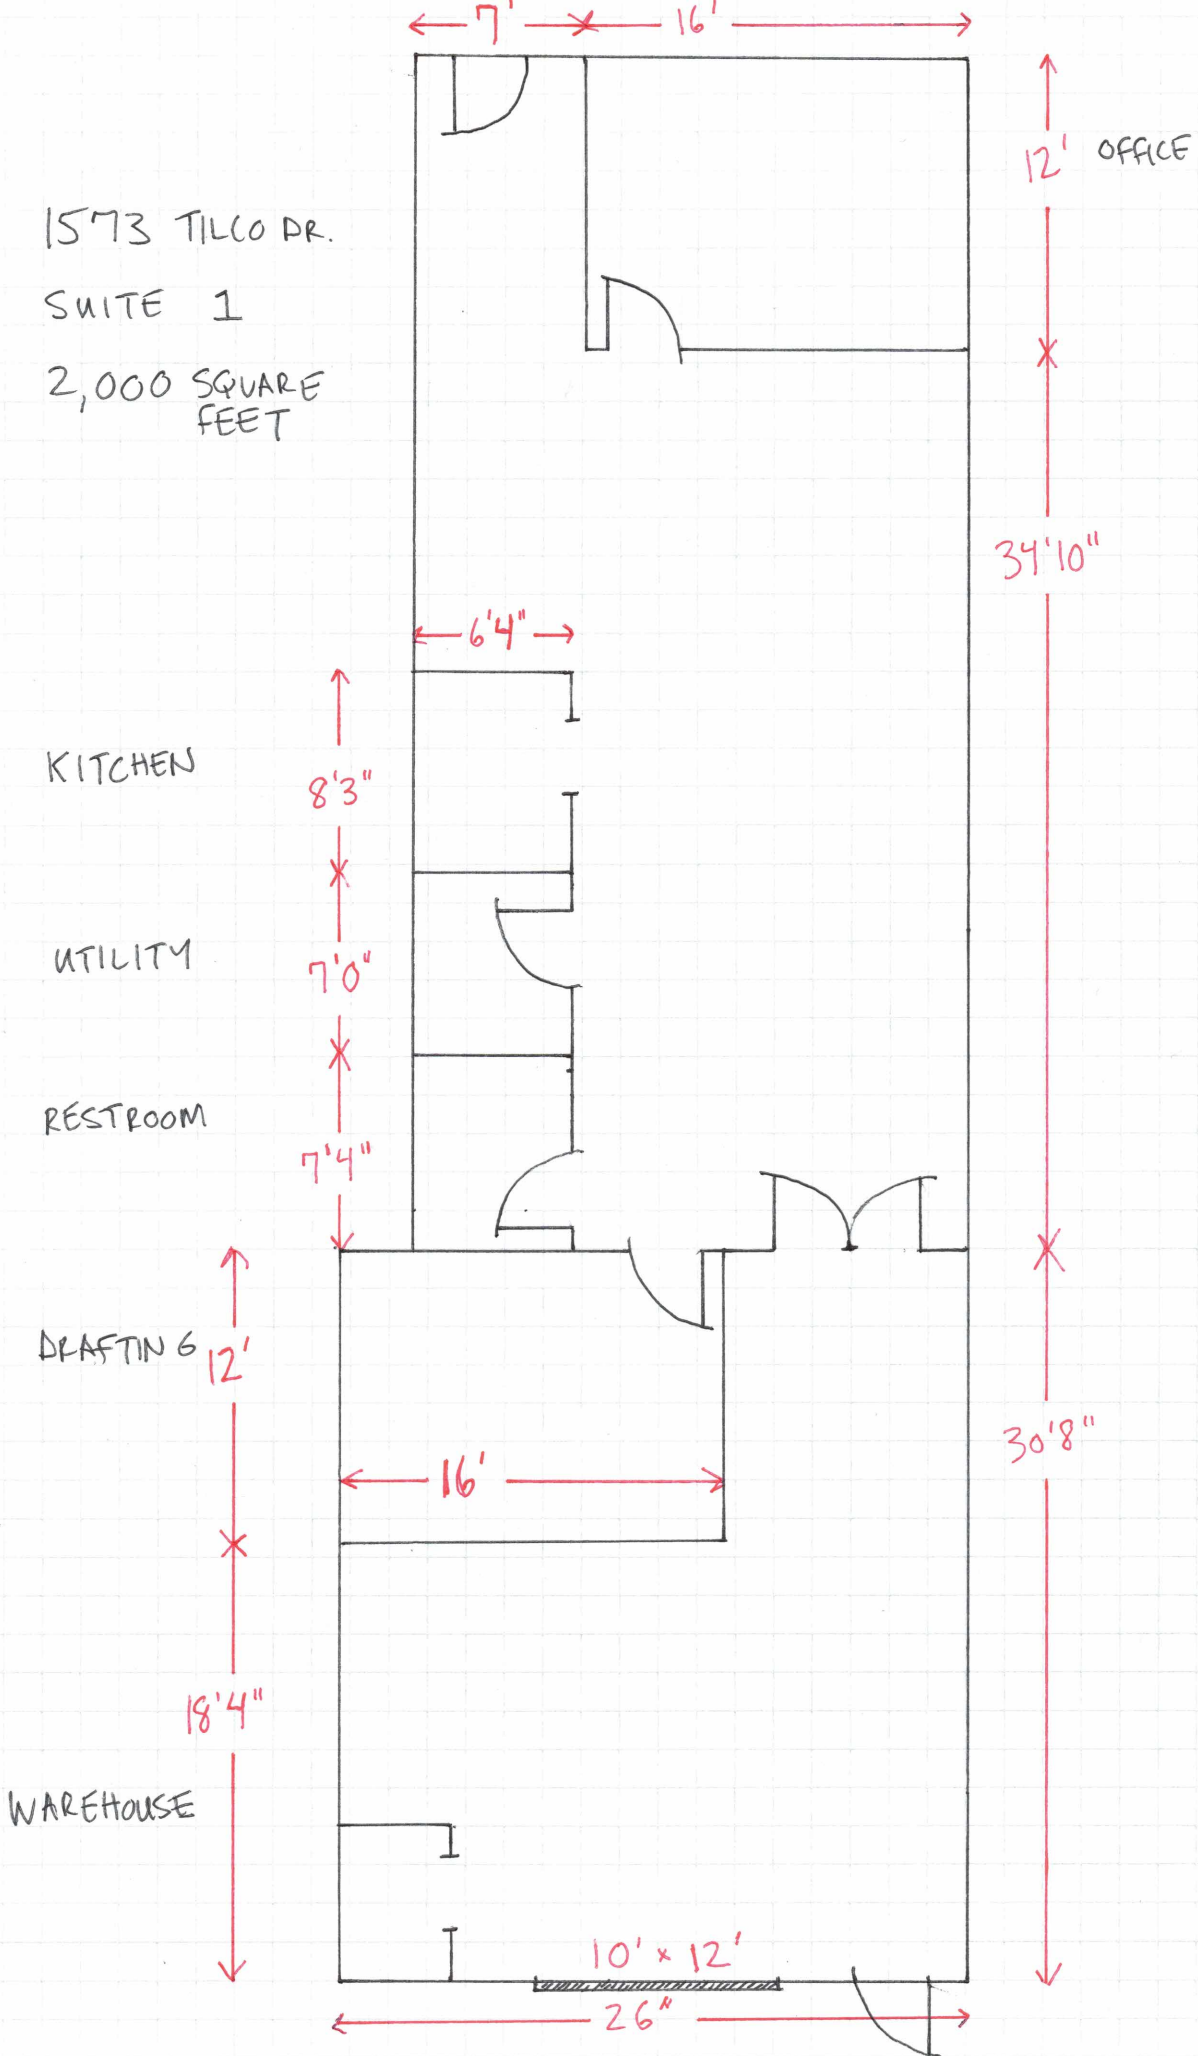 7' 16'
12' OFFICE
1573 TILCO DR.
SUITE 1
2,000 SQUARE
FEET
34'10"
6'4"
KITCHEN
8'3"
UTILITY
7'0"
RESTROOM
7'4"
DRAFTING 12'
30'8"
16'
18'4"
WAREHOUSE
10' x 12'
26"